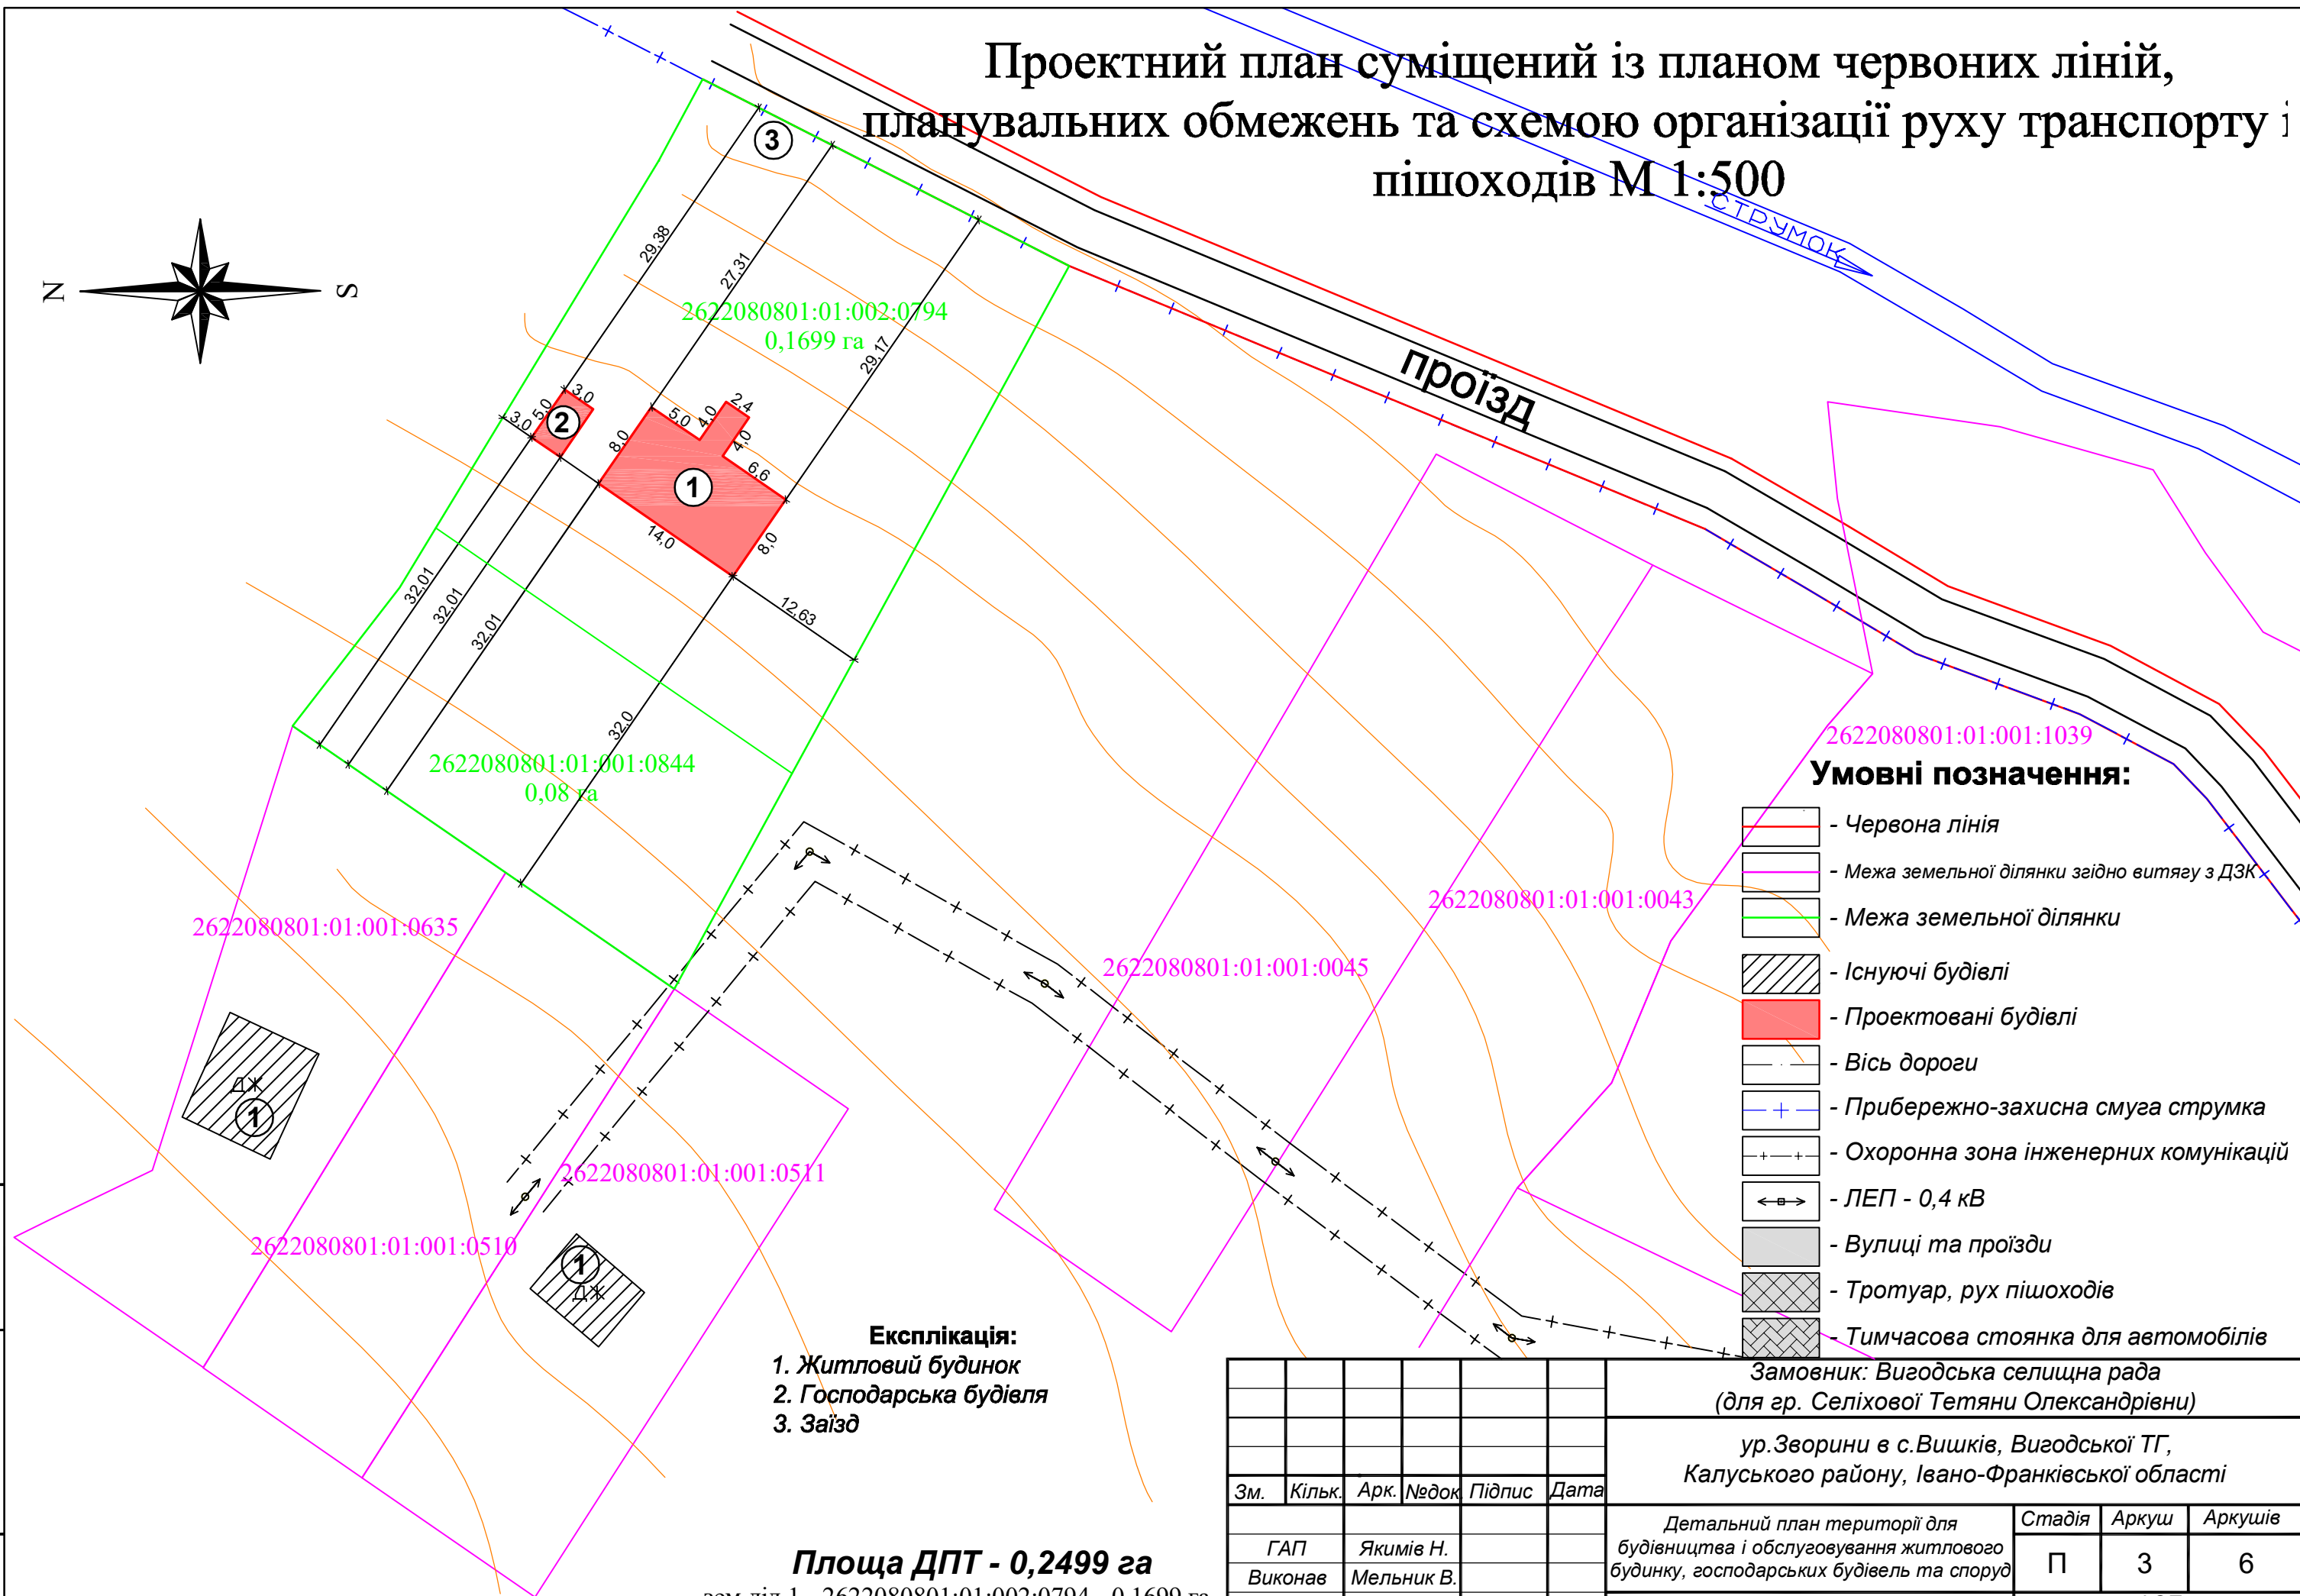 Проектний план суміщений із планом червоних ліній,
планувальних обмежень та схемою організації руху транспорту і
пішоходів М 1:500
СТРУМОК
3
N
S
29,38
27,31
29,17
2622080801:01:002:0794
0,1699 га
проїзд
3,0
5,0
3,0
2
5,0
4,0
2,4
4,0
6,6
8,0
1
14,0
8,0
12,63
32,01
32,01
32,01
32,0
2622080801:01:001:0844
0,08 га
2622080801:01:001:1039
2622080801:01:001:0043
2622080801:01:001:0045
2622080801:01:001:0635
ДЖ
1
2622080801:01:001:0511
2622080801:01:001:0510
1
ДЖ
Умовні позначення:
- Червона лінія
- Межа земельної ділянки згідно витягу з ДЗК
- Межа земельної ділянки
- Існуючі будівлі
- Проектовані будівлі
- Вісь дороги
- Прибережно-захисна смуга струмка
- Охоронна зона інженерних комунікацій
- ЛЕП - 0,4 кВ
- Вулиці та проїзди
- Тротуар, рух пішоходів
- Тимчасова стоянка для автомобілів
Експлікація:
1. Житловий будинок
2. Господарська будівля
3. Заїзд
Площа ДПТ - 0,2499 га
Замовник: Вигодська селищна рада
(для гр. Селіхової Тетяни Олександрівни)
ур.Зворини в с.Вишків, Вигодської ТГ,
Калуського району, Івано-Франківської області
Зм. Кільк. Арк. №док Підпис Дата
Детальний план території для
будівництва і обслуговування житлового
будинку, господарських будівель та споруд
Стадія Аркуш Аркушів
П 3 6
ГАП Якимів Н.
Виконав Мельник В.